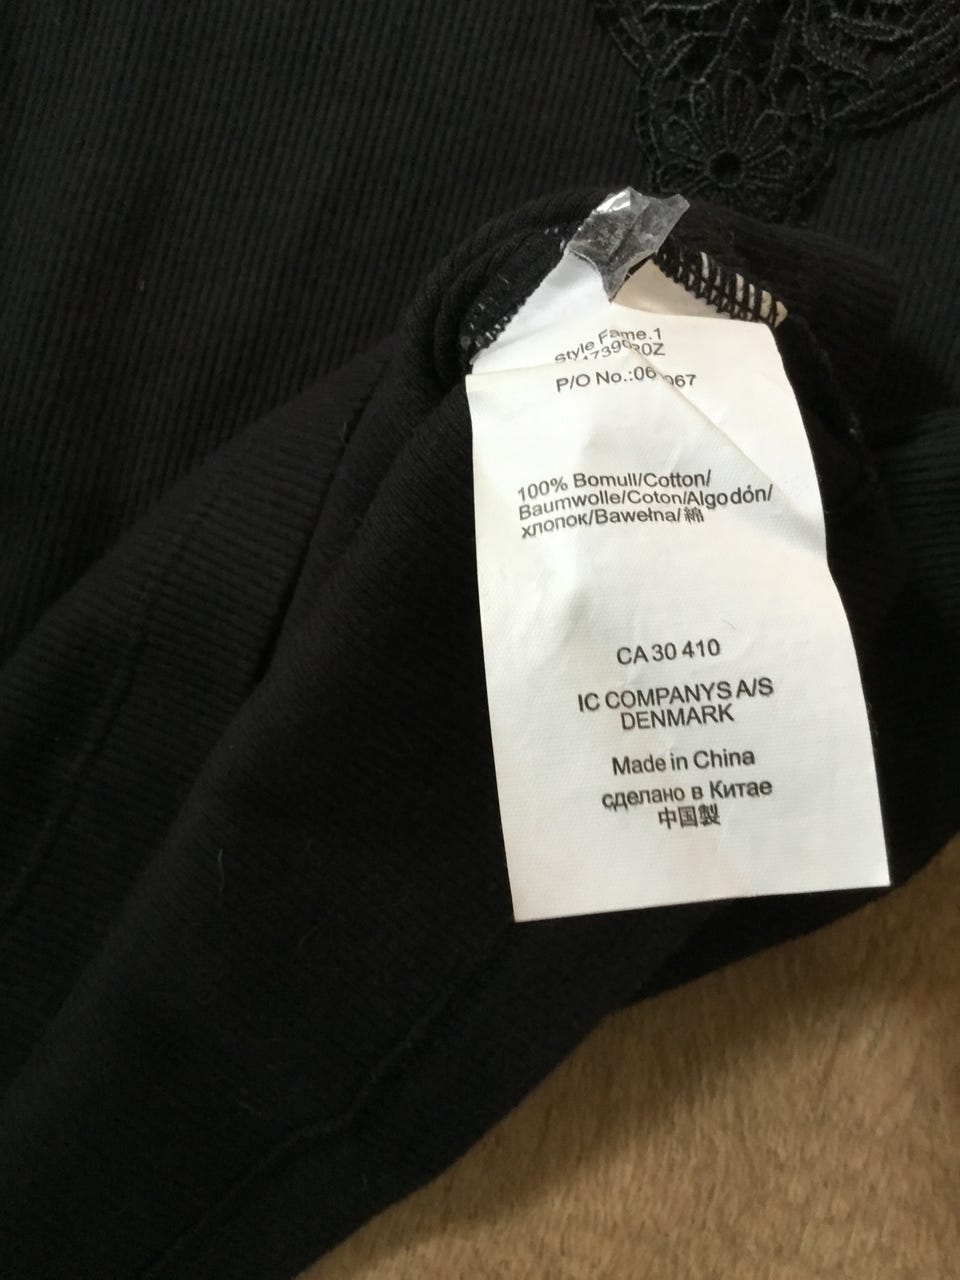 Style Fame.1
P/O No.:06
067
100% Bomull/Cotton/
Baumwolle/Coton/Algodón/
хлопок/Bawełna/綿
CA 30 410
IC COMPANYS A/S
DENMARK
Made in China
сделано в Китае
中国製